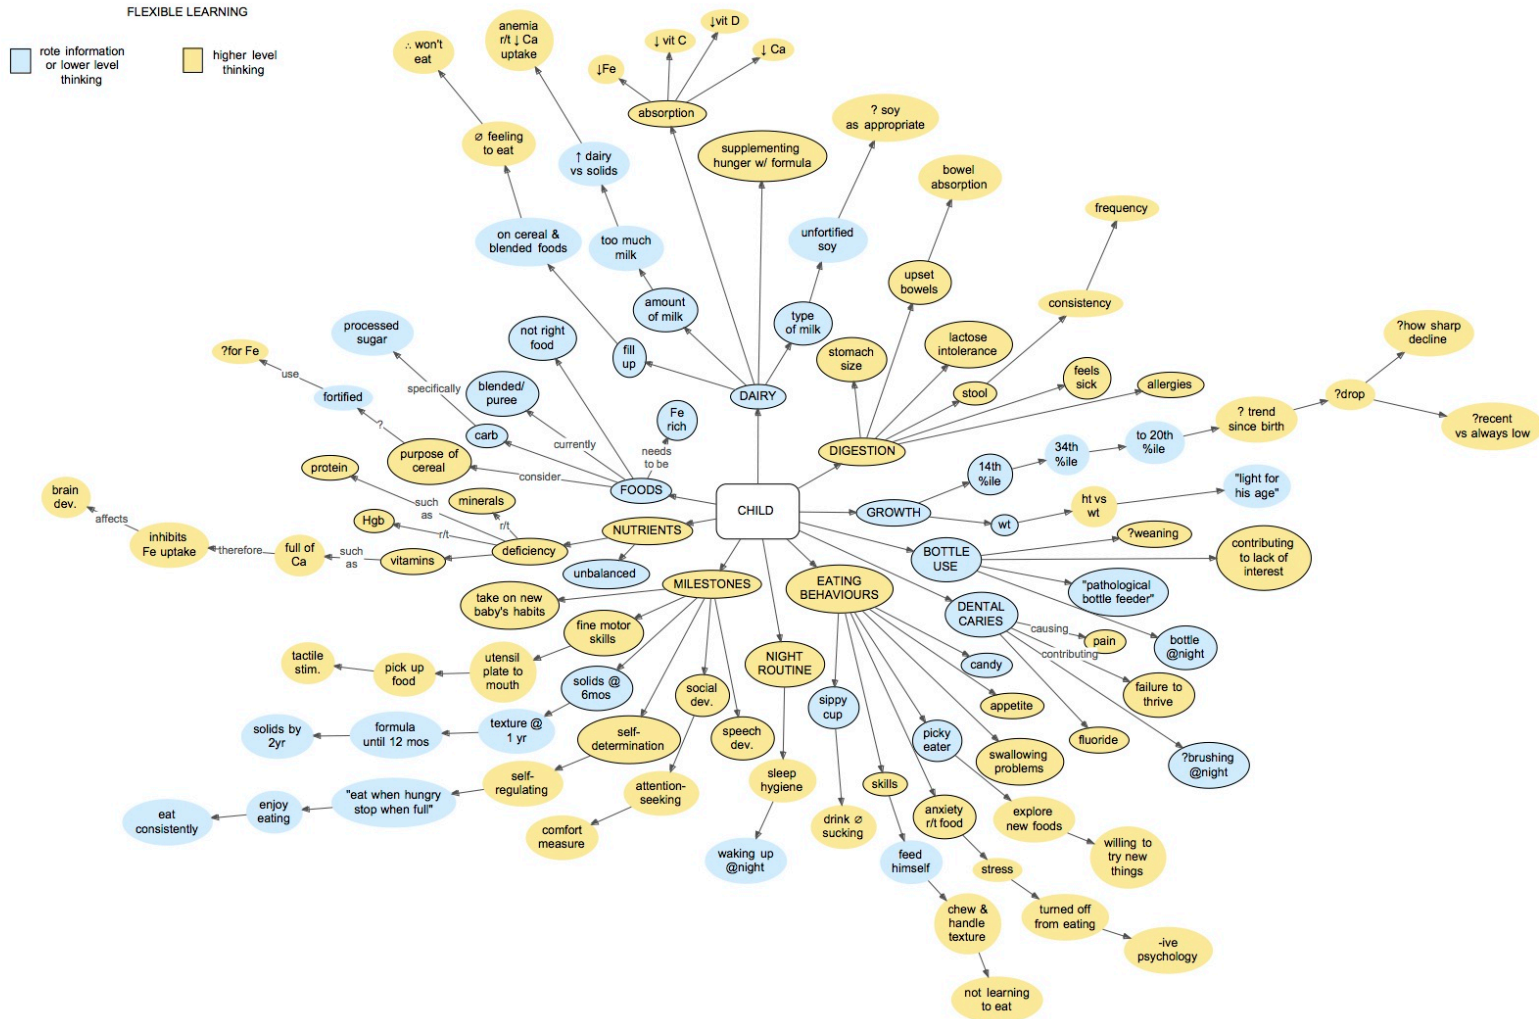 FLEXIBLE LEARNING
rote information
or lower level
thinking
higher level
thinking
∴ won't
eat
anemia
r/t ↓ Ca
uptake
↓Fe
↓ vit C
↓vit D
↓ Ca
absorption
ø feeling
to eat
↑ dairy
vs solids
supplementing
hunger w/ formula
? soy
as appropriate
bowel
absorption
frequency
on cereal &
blended foods
too much
milk
unfortified
soy
upset
bowels
consistency
amount
of milk
type
of milk
fill
up
DAIRY
stomach
size
lactose
intolerance
stool
feels
sick
allergies
DIGESTION
?how sharp
decline
?drop
?recent
vs always low
? trend
since birth
to 20th
%ile
34th
%ile
14th
%ile
GROWTH
wt
ht vs
wt
"light for
his age"
processed
sugar
not right
food
?for Fe
use
fortified
?
specifically
blended/
puree
carb
currently
Fe
rich
needs
to be
purpose of
cereal
consider
FOODS
CHILD
protein
such
as
minerals
r/t
Hgb
r/t
NUTRIENTS
deficiency
unbalanced
vitamins
such
as
full of
Ca
therefore
inhibits
Fe uptake
affects
brain
dev.
BOTTLE
USE
?weaning
contributing
to lack of
interest
"pathological
bottle feeder"
bottle
@night
DENTAL
CARIES
causing
pain
contributing
failure to
thrive
fluoride
?brushing
@night
MILESTONES
take on new
baby's habits
fine motor
skills
utensil
plate to
mouth
pick up
food
tactile
stim.
solids @
6mos
texture @
1 yr
formula
until 12 mos
solids by
2yr
self-
determination
self-
regulating
"eat when hungry
stop when full"
enjoy
eating
eat
consistently
social
dev.
attention-
seeking
comfort
measure
speech
dev.
NIGHT
ROUTINE
sleep
hygiene
waking up
@night
EATING
BEHAVIOURS
sippy
cup
drink ø
sucking
skills
feed
himself
chew &
handle
texture
not learning
to eat
anxiety
r/t food
stress
turned off
from eating
-ive
psychology
picky
eater
explore
new foods
willing to
try new
things
swallowing
problems
appetite
candy